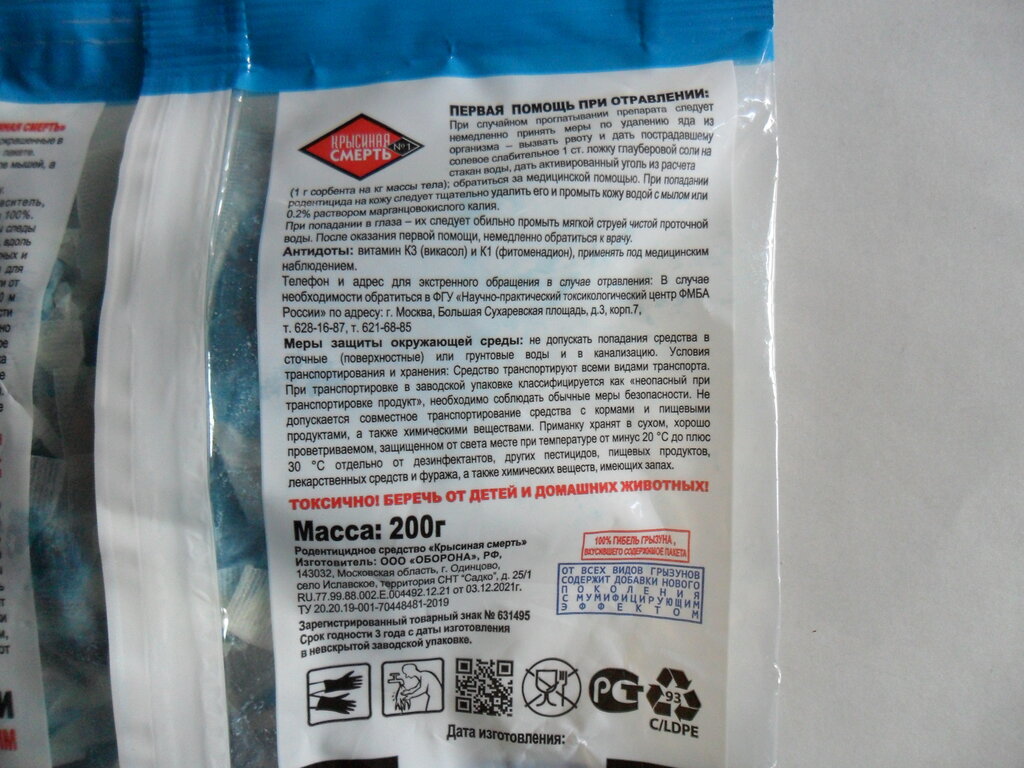 КРЫСИНАЯ
СМЕРТЬ №1
ПЕРВАЯ ПОМОЩЬ ПРИ ОТРАВЛЕНИИ:
При случайном проглатывании препарата следует
немедленно принять меры по удалению яда из
организма – вызвать рвоту и дать пострадавшему
солевое слабительное 1 ст. ложку глауберовой соли на
стакан воды, дать активированный уголь из расчета
(1 г сорбента на кг массы тела); обратиться за медицинской помощью. При попадании
родентицида на кожу следует тщательно удалить его и промыть кожу водой с мылом или
0.2% раствором марганцовокислого калия.
При попадании в глаза – их следует обильно промыть мягкой струей чистой проточной
воды. После оказания первой помощи, немедленно обратиться к врачу.
Антидоты: витамин К3 (викасол) и К1 (фитоменадион), применять под медицинским
наблюдением.
Телефон и адрес для экстренного обращения в случае отравления: В случае
необходимости обратиться в ФГУ «Научно-практический токсикологический центр ФМБА
России» по адресу: г. Москва, Большая Сухаревская площадь, д.3, корп.7,
т. 628-16-87, т. 621-68-85
Меры защиты окружающей среды: не допускать попадания средства в
сточные (поверхностные) или грунтовые воды и в канализацию. Условия
транспортирования и хранения: Средство транспортируют всеми видами транспорта.
При транспортировке в заводской упаковке классифицируется как «неопасный при
транспортировке продукт», необходимо соблюдать обычные меры безопасности. Не
допускается совместное транспортирование средства с кормами и пищевыми
продуктами, а также химическими веществами. Приманку хранят в сухом, хорошо
проветриваемом, защищенном от света месте при температуре от минус 20 °С до плюс
30 °С отдельно от дезинфектантов, других пестицидов, пищевых продуктов,
лекарственных средств и фуража, а также химических веществ, имеющих запах.
ТОКСИЧНО! БЕРЕЧЬ ОТ ДЕТЕЙ И ДОМАШНИХ ЖИВОТНЫХ!
Масса: 200г
Родентицидное средство «Крысиная смерть»
Изготовитель: ООО «ОБОРОНА», РФ,
143032, Московская область, г. Одинцово,
село Иславское, территория СНТ "Садко", д. 25/1
RU.77.99.88.002.Е.004492.12.21 от 03.12.2021г.
ТУ 20.20.19-001-70448481-2019
Зарегистрированный товарный знак № 631495
Срок годности 3 года с даты изготовления
в невскрытой заводской упаковке.
100% ГИБЕЛЬ ГРЫЗУНА,
ВКУСИВШЕГО СОДЕРЖИМОЕ ПАКЕТА
ОТ ВСЕХ ВИДОВ ГРЫЗУНОВ
СОДЕРЖИТ ДОБАВКИ НОВОГО
ПОКОЛЕНИЯ
С МУМИФИЦИРУЮЩИМ
ЭФФЕКТОМ
РСТ
93
C/LDPE
Дата изготовления: